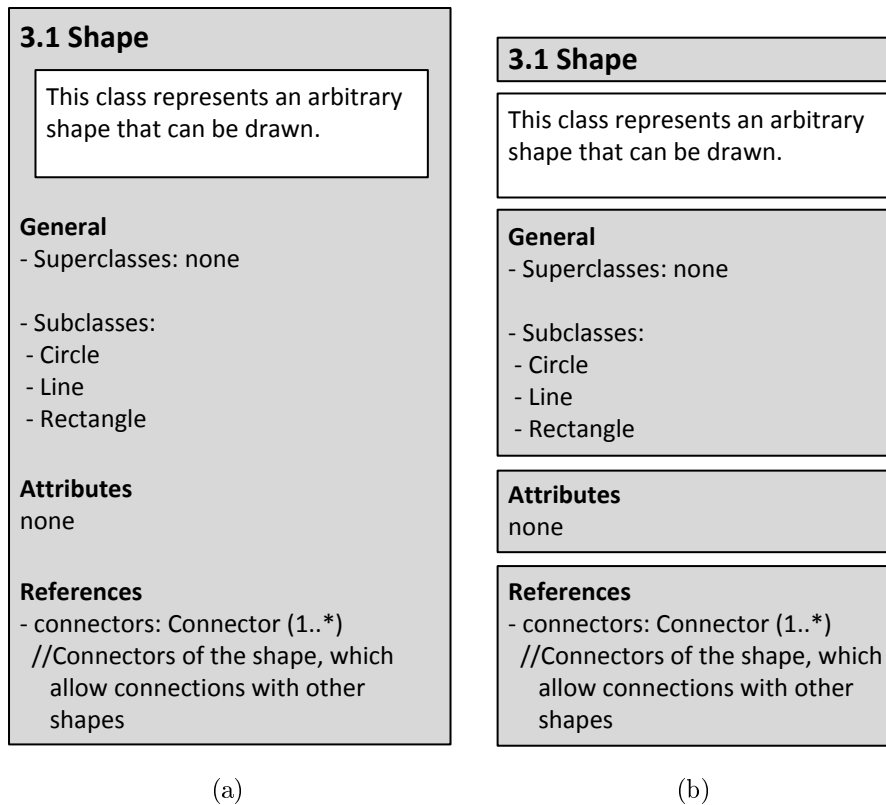 3.1 Shape
This class represents an arbitrary
shape that can be drawn.
General
- Superclasses: none
- Subclasses:
- Circle
- Line
- Rectangle
Attributes
none
References
- connectors: Connector (1..*)
//Connectors of the shape, which
allow connections with other
shapes
(a)
3.1 Shape
This class represents an arbitrary
shape that can be drawn.
General
- Superclasses: none
- Subclasses:
- Circle
- Line
- Rectangle
Attributes
none
References
- connectors: Connector (1..*)
//Connectors of the shape, which
allow connections with other
shapes
(b)